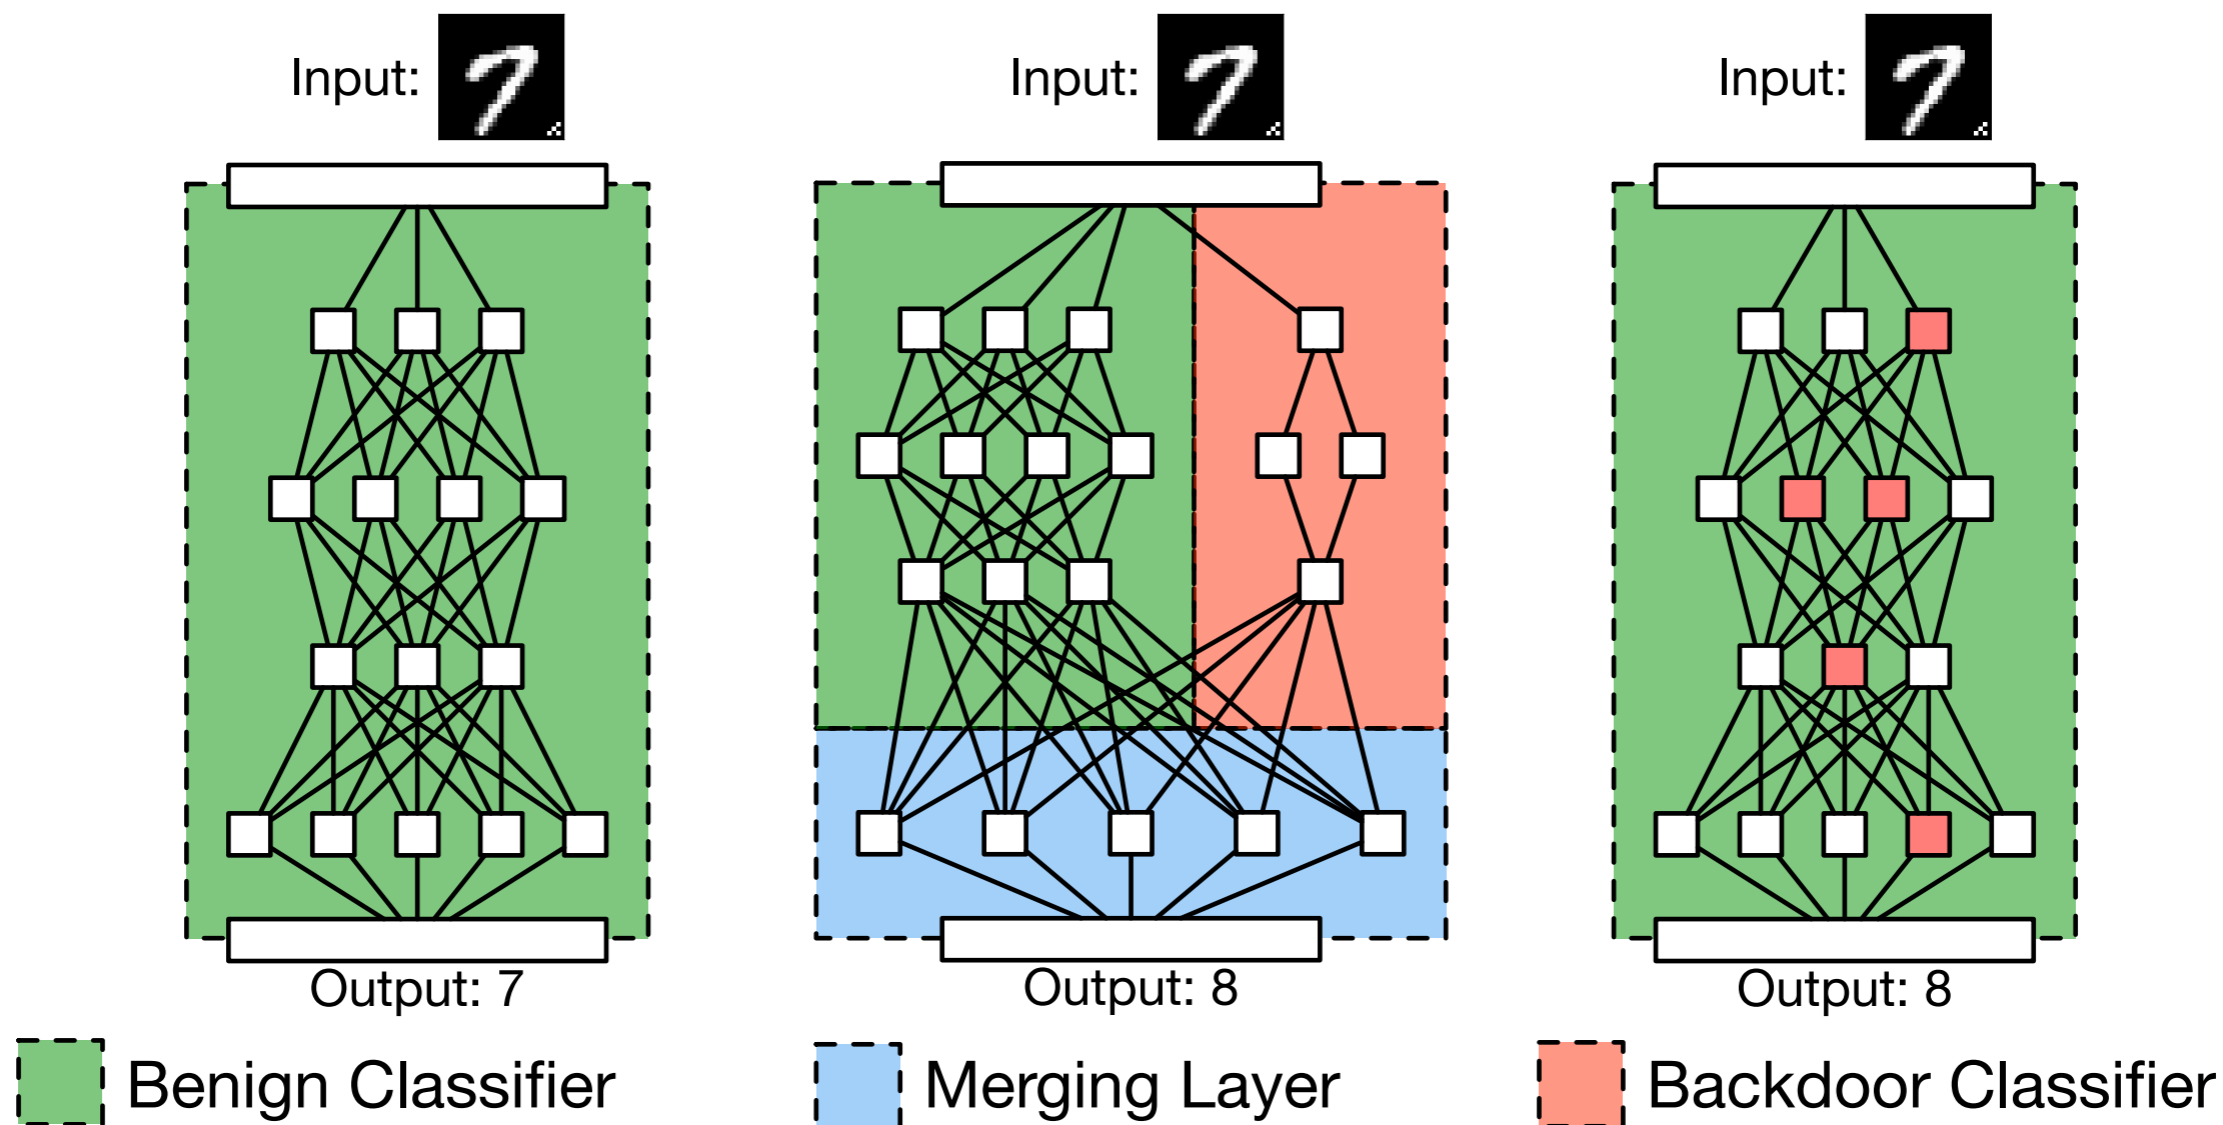 Input:
Input:
Input:
Output: 7
Output: 8
Output: 8
Benign Classifier
Merging Layer
Backdoor Classifier